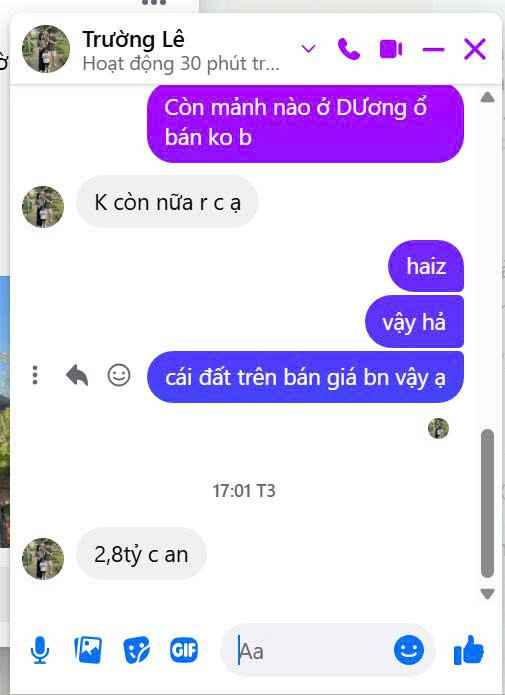 Trường Lê
Hoạt động 30 phút tr...
Còn mảnh nào ở DƯơng ổ
bán ko b
K còn nữa r c ạ
haiz
vậy hả
cái đất trên bán giá bn vậy ạ
17:01 T3
2,8tỷ c an
GIF
Aa